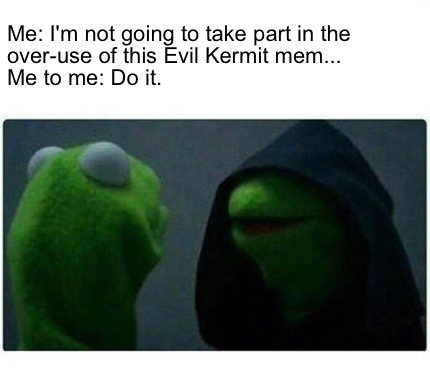 Me: I'm not going to take part in the
over-use of this Evil Kermit mem...
Me to me: Do it.